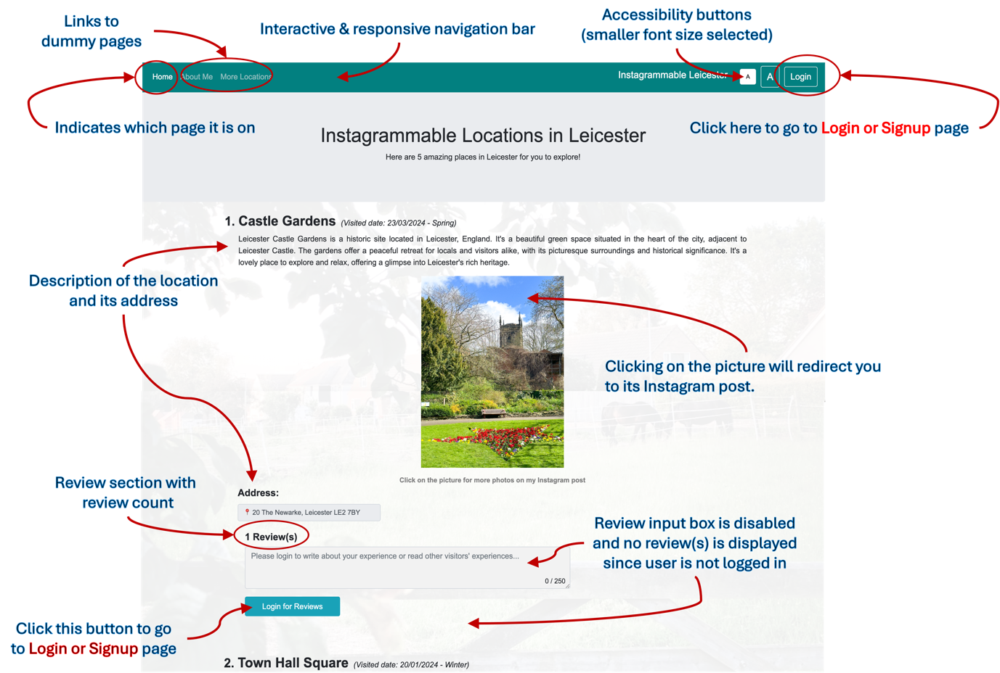 Links to
dummy pages
Interactive & responsive navigation bar
Accessibility buttons
(smaller font size selected)
Home About Me More Locations
Instagrammable Leicester A A Login
Indicates which page it is on
Click here to go to Login or Signup page
Instagrammable Locations in Leicester
Here are 5 amazing places in Leicester for you to explore!
1. Castle Gardens (Visited date: 23/03/2024 - Spring)
Leicester Castle Gardens is a historic site located in Leicester, England. It's a beautiful green space situated in the heart of the city, adjacent to
Leicester Castle. The gardens offer a peaceful retreat for locals and visitors alike, with its picturesque surroundings and historical significance. It's a
lovely place to explore and relax, offering a glimpse into Leicester's rich heritage.
Description of the location
and its address
Clicking on the picture will redirect you
to its Instagram post.
Click on the picture for more photos on my Instagram post
Review section with
review count
Address:
20 The Newarke, Leicester LE2 7BY
1 Review(s)
Please login to write about your experience or read other visitors' experiences...
0 / 250
Review input box is disabled
and no review(s) is displayed
since user is not logged in
Login for Reviews
Click this button to go
to Login or Signup page
2. Town Hall Square (Visited date: 20/01/2024 - Winter)